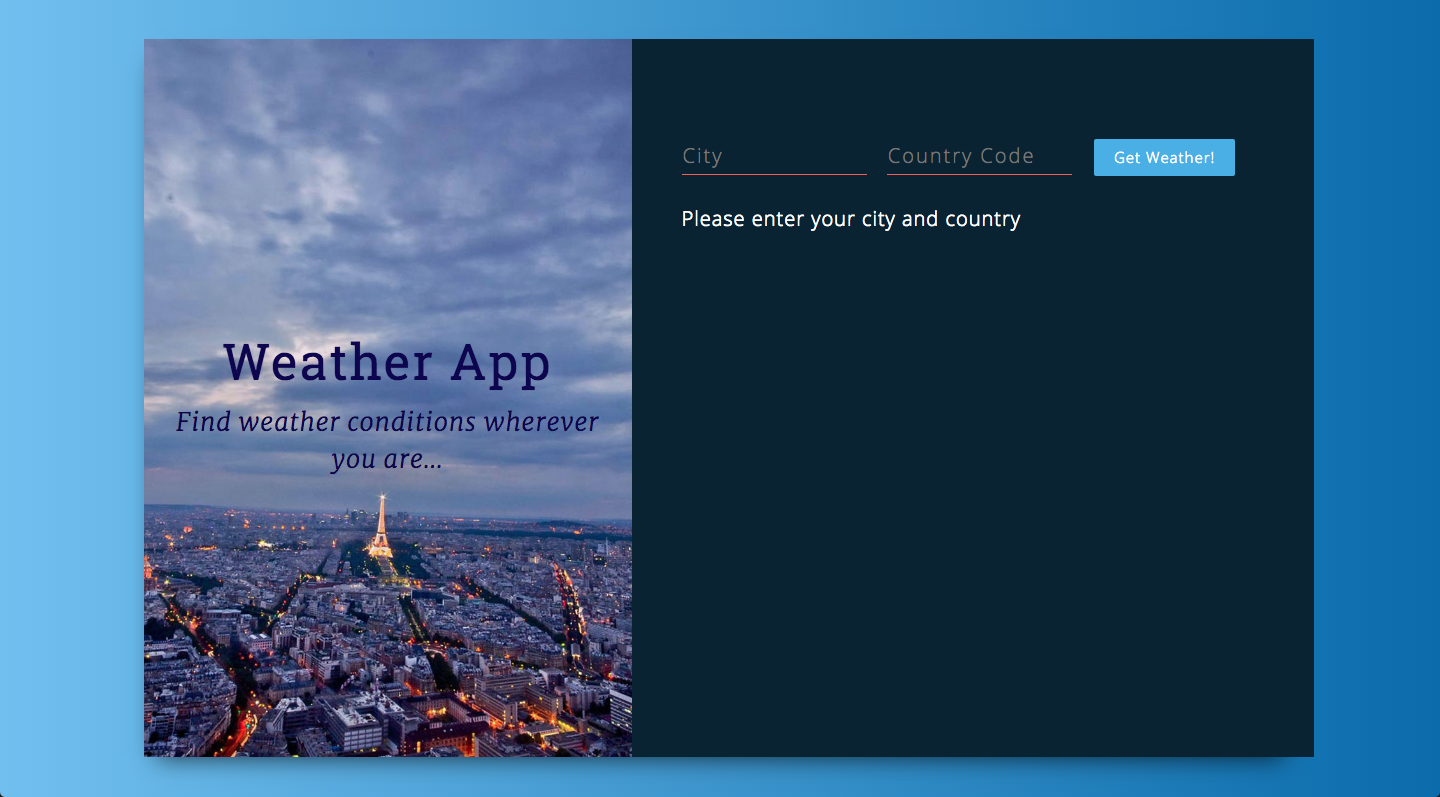 Weather App
Find weather conditions wherever
you are...
City
Country Code
Get Weather!
Please enter your city and country